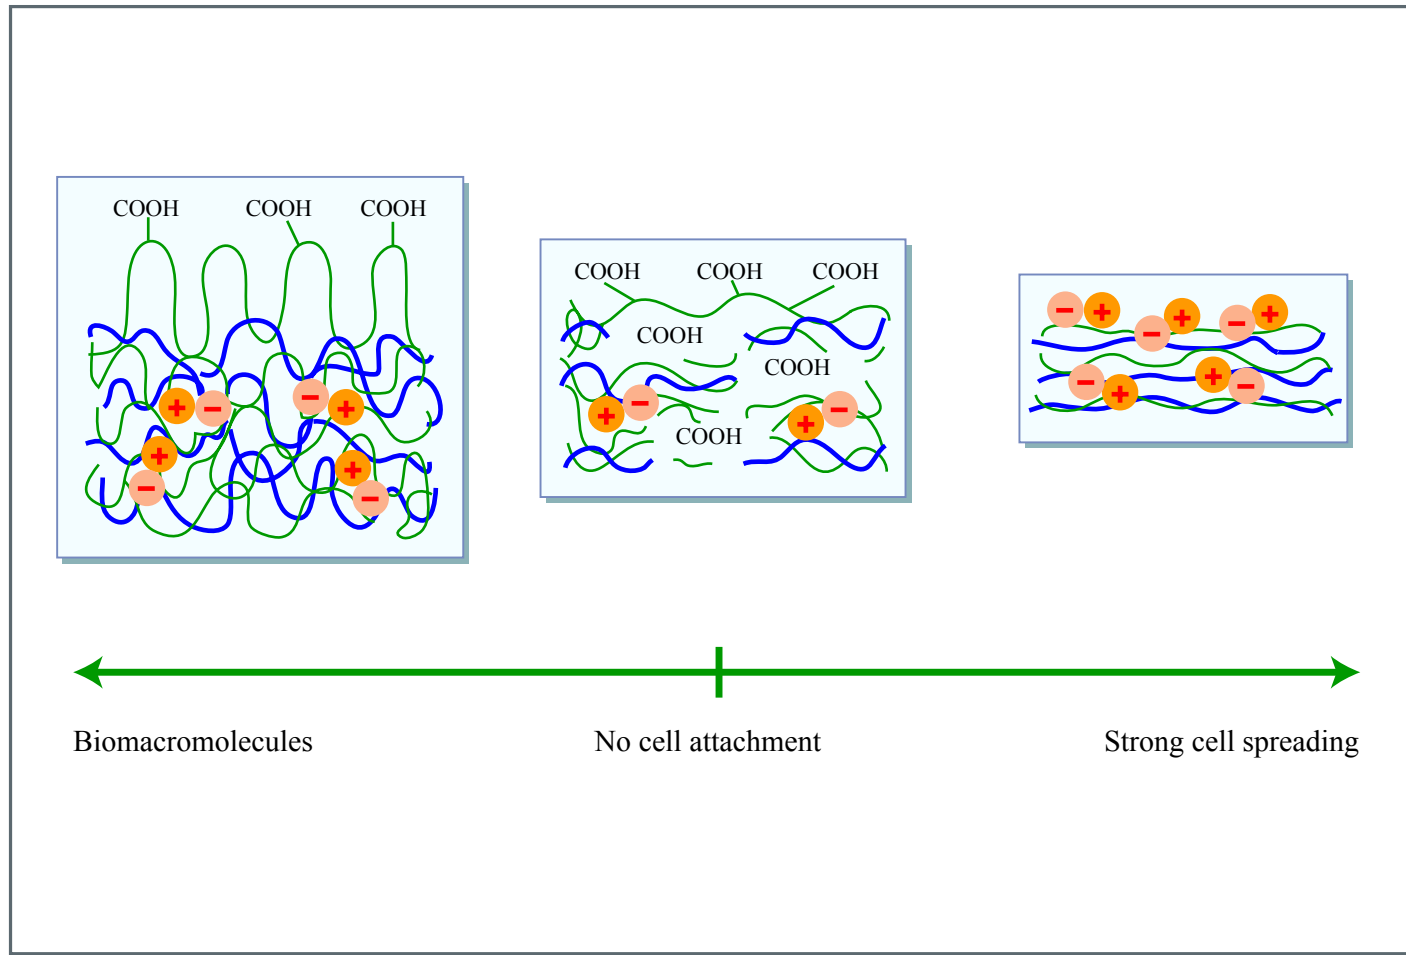 COOH COOH COOH
COOH COOH COOH
COOH
COOH
COOH
+ −
− +
+
−
+
−
+ −
+ −
− +
− +
− +
− +
+ −
Biomacromolecules
No cell attachment
Strong cell spreading